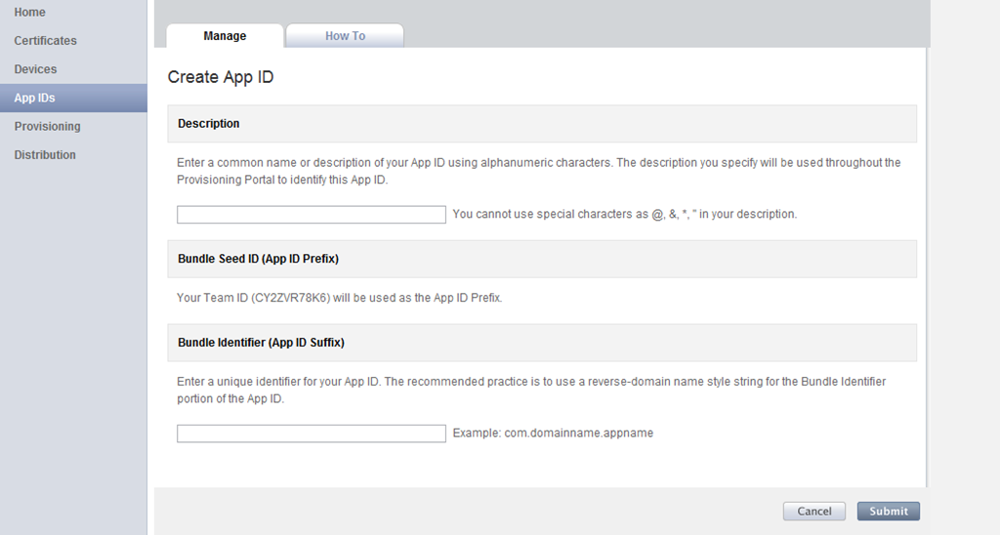 Home
Certificates
Devices
App IDs
Provisioning
Distribution
Manage
How To
Create App ID
Description
Enter a common name or description of your App ID using alphanumeric characters. The description you specify will be used throughout the
Provisioning Portal to identify this App ID.
You cannot use special characters as @, &, *, " in your description.
Bundle Seed ID (App ID Prefix)
Your Team ID (CY2ZVR78K6) will be used as the App ID Prefix.
Bundle Identifier (App ID Suffix)
Enter a unique identifier for your App ID. The recommended practice is to use a reverse-domain name style string for the Bundle Identifier
portion of the App ID.
Example: com.domainname.appname
Cancel
Submit